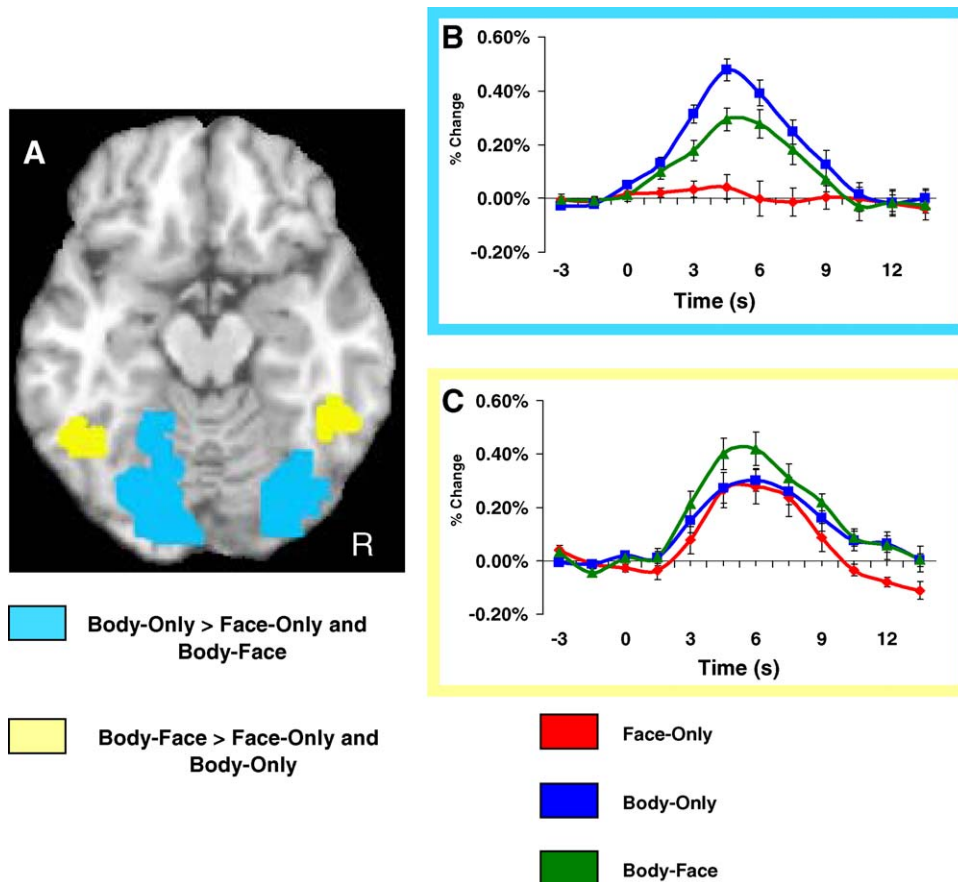 A
R
Body-Only > Face-Only and
Body-Face
Body-Face > Face-Only and
Body-Only
B
0.60%
0.40%
0.20%
0.00%
-0.20%
% Change
-3 0 3 6 9 12
Time (s)
C
0.60%
0.40%
0.20%
0.00%
-0.20%
% Change
-3 0 3 6 9 12
Time (s)
Face-Only
Body-Only
Body-Face